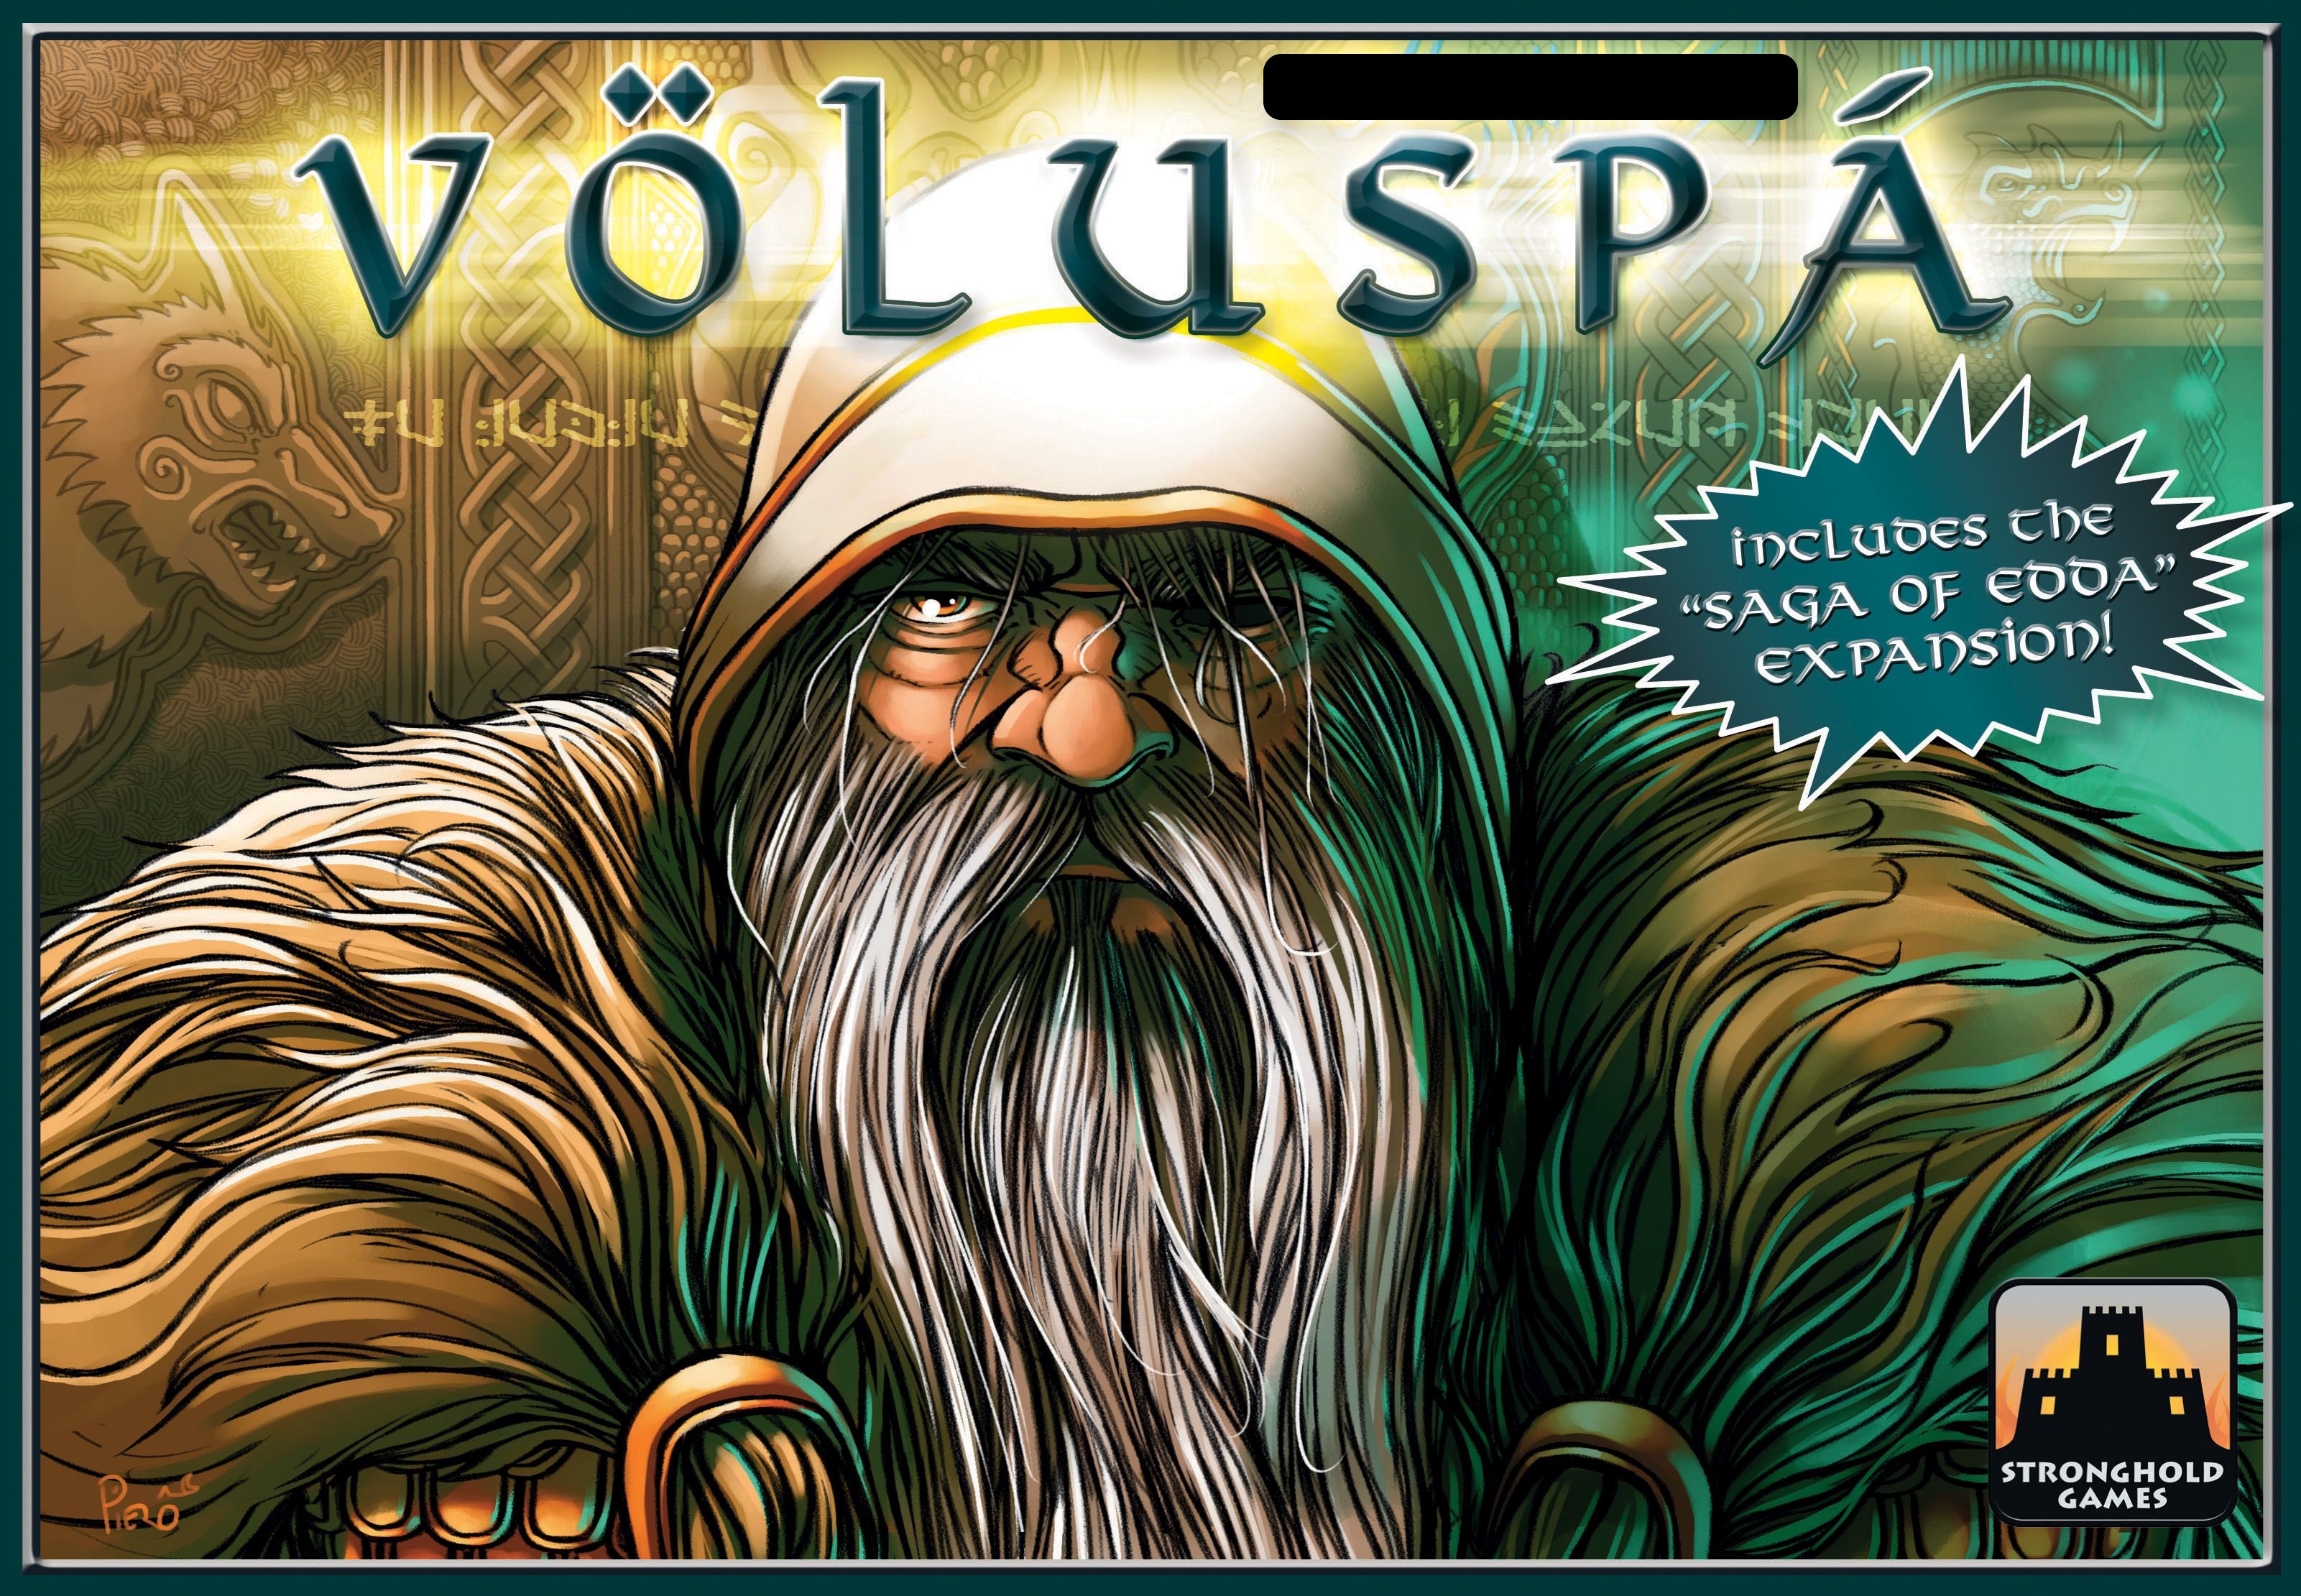 VÖLUSPÁ
includes the
"SAGA OF EDDA"
EXPANSION!
STRONGHOLD
GAMES
PIERO